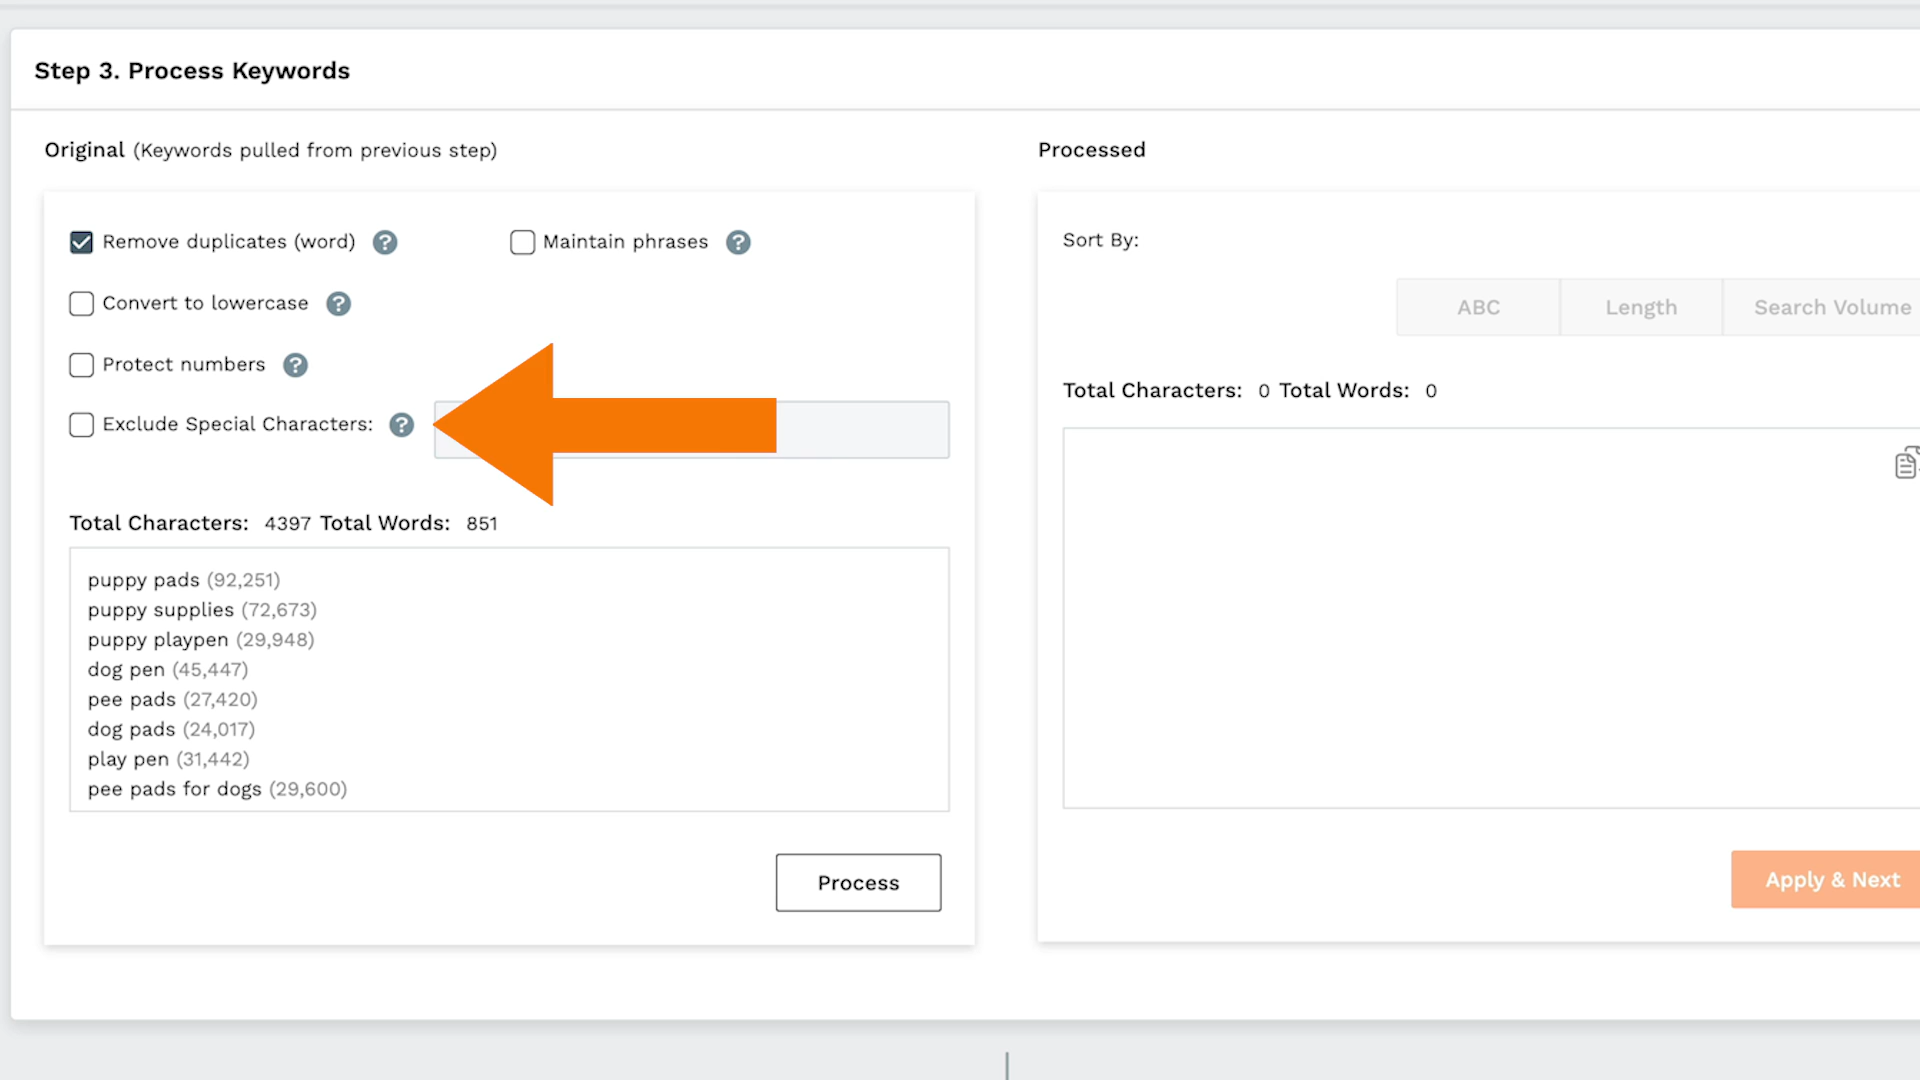 Step 3. Process Keywords
Original (Keywords pulled from previous step)
Remove duplicates (word) ?
Maintain phrases ?
Convert to lowercase ?
Protect numbers ?
Exclude Special Characters: ?
Total Characters: 4397 Total Words: 851
puppy pads (92,251)
puppy supplies (72,673)
puppy playpen (29,948)
dog pen (45,447)
pee pads (27,420)
dog pads (24,017)
play pen (31,442)
pee pads for dogs (29,600)
Process
Processed
Sort By:
ABC
Length
Search Volume
Total Characters: 0 Total Words: 0
Apply & Next